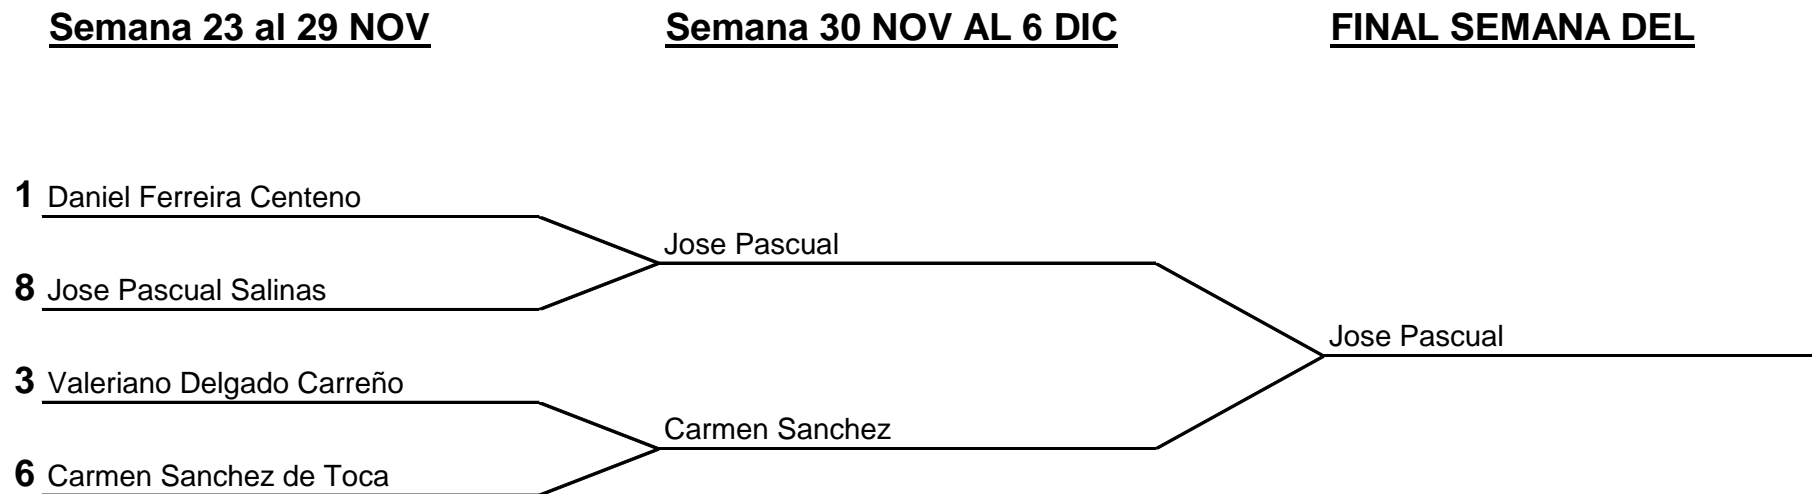 Semana 23 al 29 NOV
Semana 30 NOV AL 6 DIC
FINAL SEMANA DEL
1 Daniel Ferreira Centeno
Jose Pascual
8 Jose Pascual Salinas
Jose Pascual
3 Valeriano Delgado Carreño
Carmen Sanchez
6 Carmen Sanchez de Toca